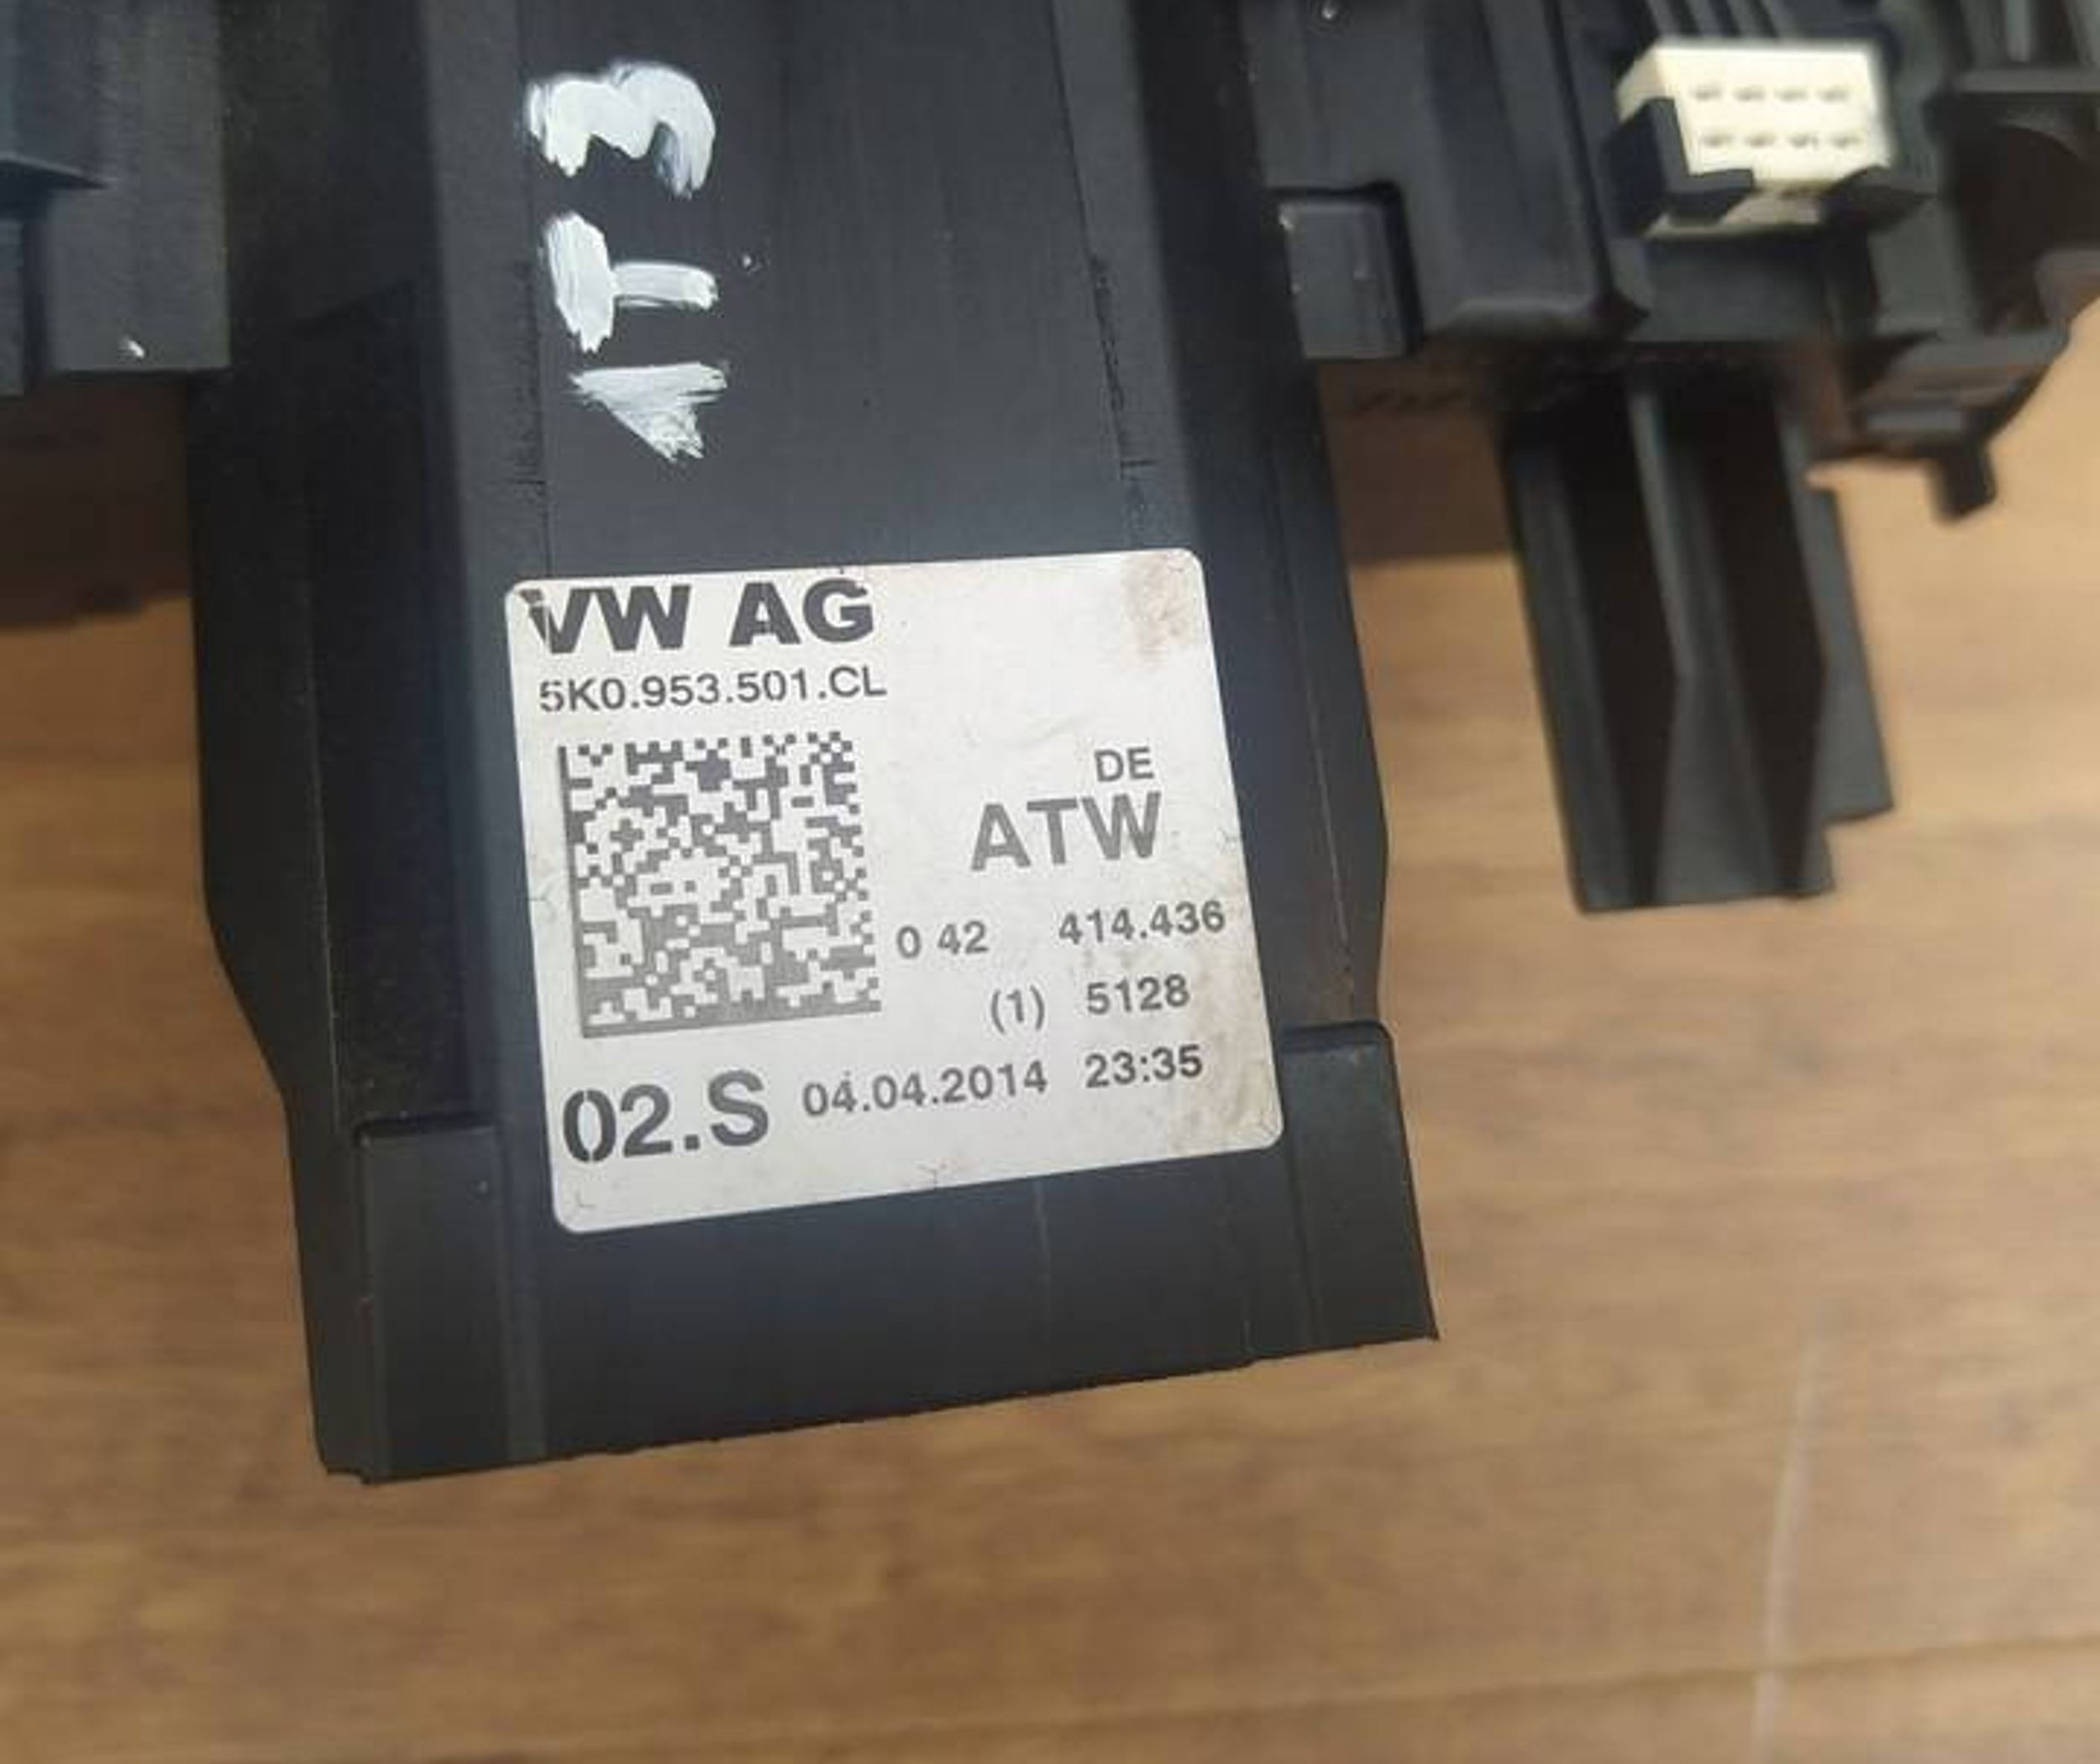 VW AG
5K0.953.501.CL
DE
ATW
0 42 414.436
(1) 5128
02.S 04.04.2014 23:35